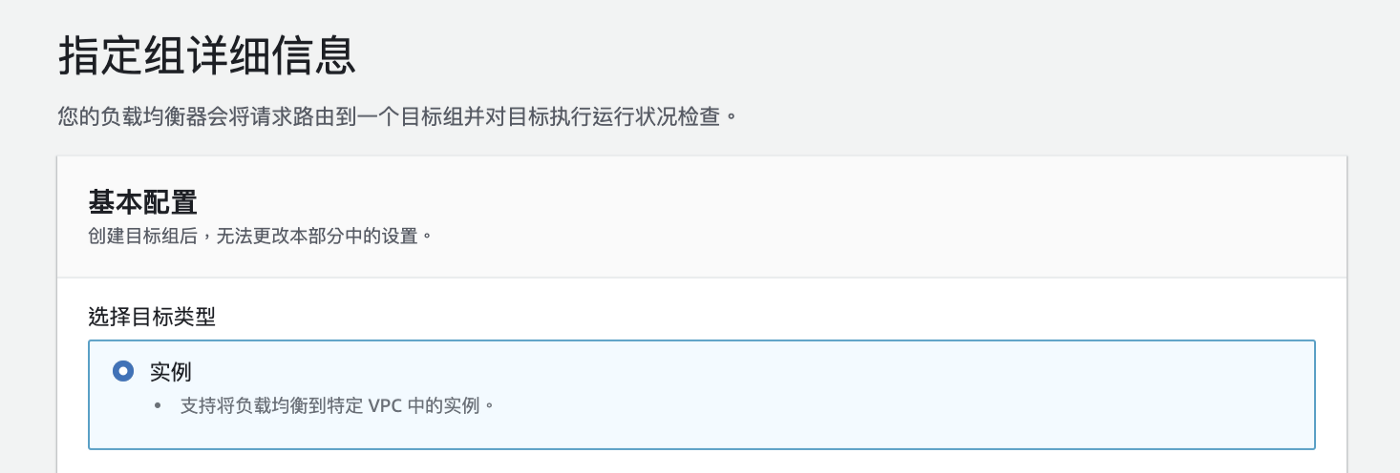 指定组详细信息
您的负载均衡器会将请求路由到一个目标组并对目标执行运行状况检查。
基本配置
创建目标组后，无法更改本部分中的设置。
选择目标类型
实例
• 支持将负载均衡到特定 VPC 中的实例。